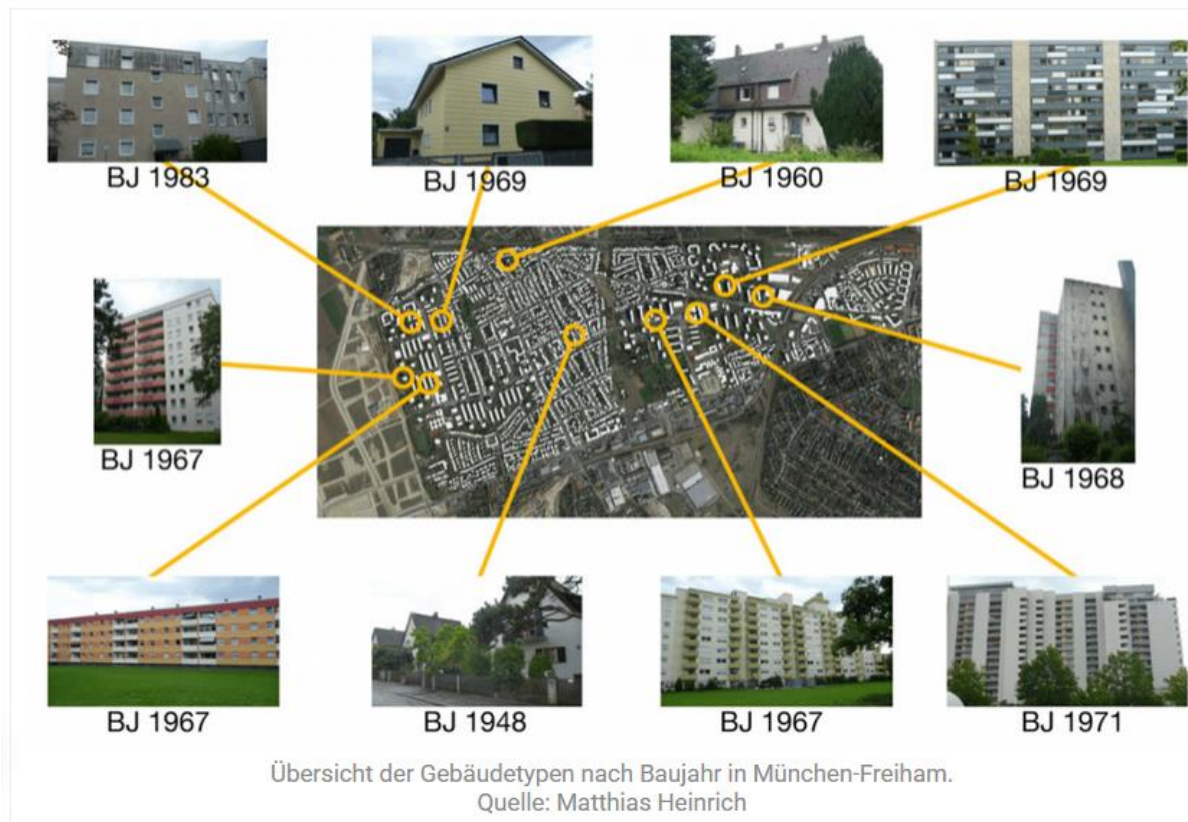 BJ 1983
BJ 1969
BJ 1960
BJ 1969
BJ 1967
BJ 1968
BJ 1967
BJ 1948
BJ 1967
BJ 1971
Übersicht der Gebäudetypen nach Baujahr in München-Freiham.
Quelle: Matthias Heinrich